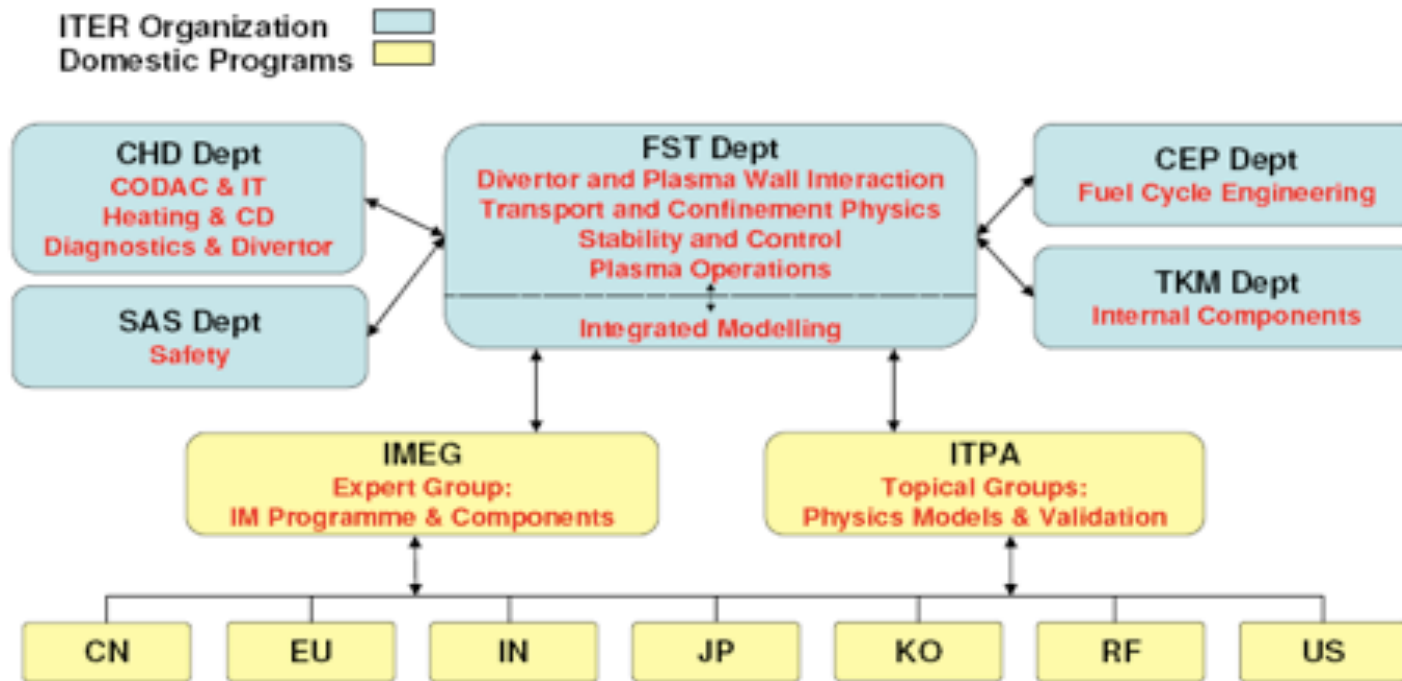 ITER Organization
Domestic Programs
CHD Dept
CODAC & IT
Heating & CD
Diagnostics & Divertor
SAS Dept
Safety
FST Dept
Divertor and Plasma Wall Interaction
Transport and Confinement Physics
Stability and Control
Plasma Operations
Integrated Modelling
CEP Dept
Fuel Cycle Engineering
TKM Dept
Internal Components
IMEG
Expert Group:
IM Programme & Components
ITPA
Topical Groups:
Physics Models & Validation
CN
EU
IN
JP
KO
RF
US